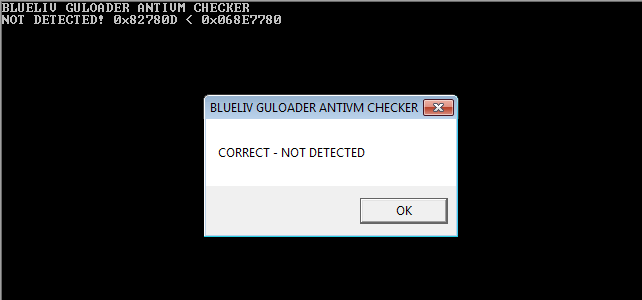 BLUELIV GULOADER ANTIVM CHECKER
NOT DETECTED! 0x82780D < 0x068E7780
BLUELIV GULOADER ANTIVM CHECKER
CORRECT - NOT DETECTED
OK